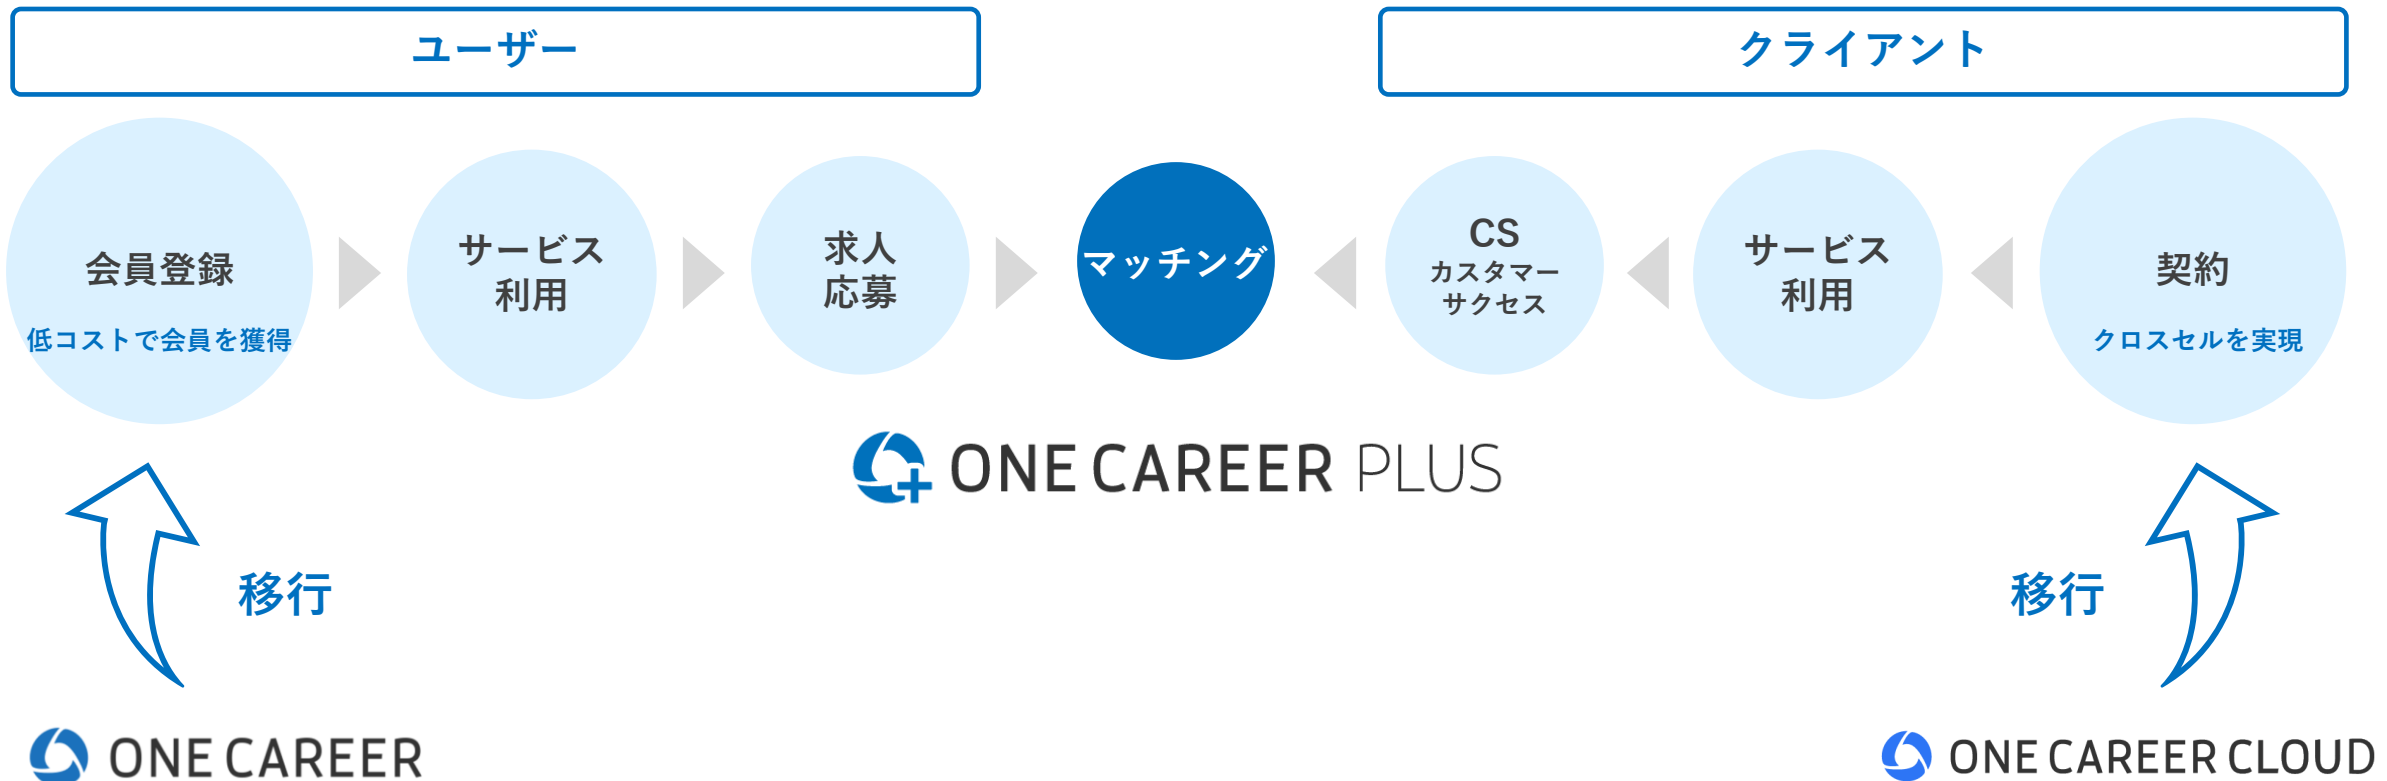 ユーザー
クライアント
会員登録
低コストで会員を獲得
サービス
利用
求人
応募
マッチング
CS
カスタマー
サクセス
サービス
利用
契約
クロスセルを実現
ONE CAREER PLUS
移行
移行
ONE CAREER
ONE CAREER CLOUD